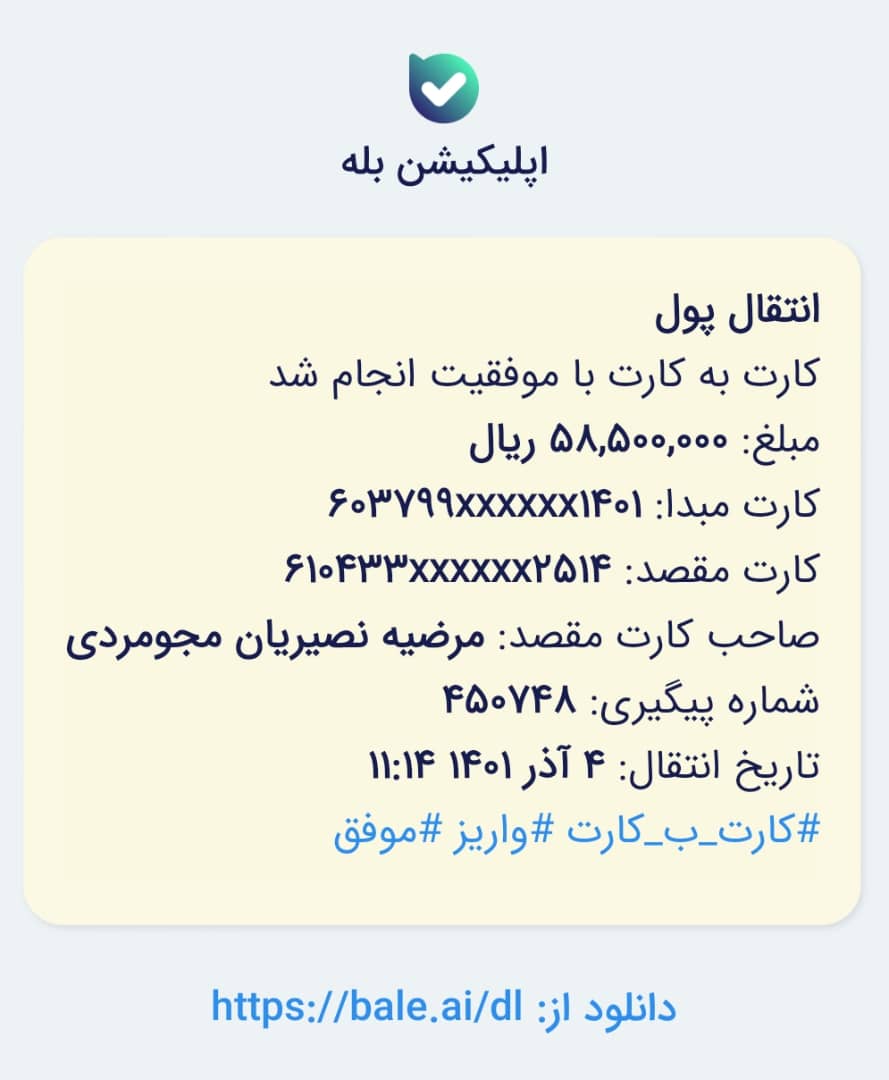 اپلیکیشن بله
انتقال پول
کارت به کارت با موفقیت انجام شد
مبلغ: ۵۸,۵۰۰,۰۰۰ ریال
کارت مبدا: ۶۰۳۷۹۹xxxxxx۱۴۰۱
کارت مقصد: ۶۱۰۴۳۳xxxxxx۲۵۱۴
صاحب کارت مقصد: مرضیه نصیریان مجومردی
شماره پیگیری: ۴۵۰۷۴۸
تاریخ انتقال: ۴ آذر ۱۴۰۱ ۱۱:۱۴
#کارت_ب_کارت #واریز #موفق
دانلود از: https://bale.ai/dl